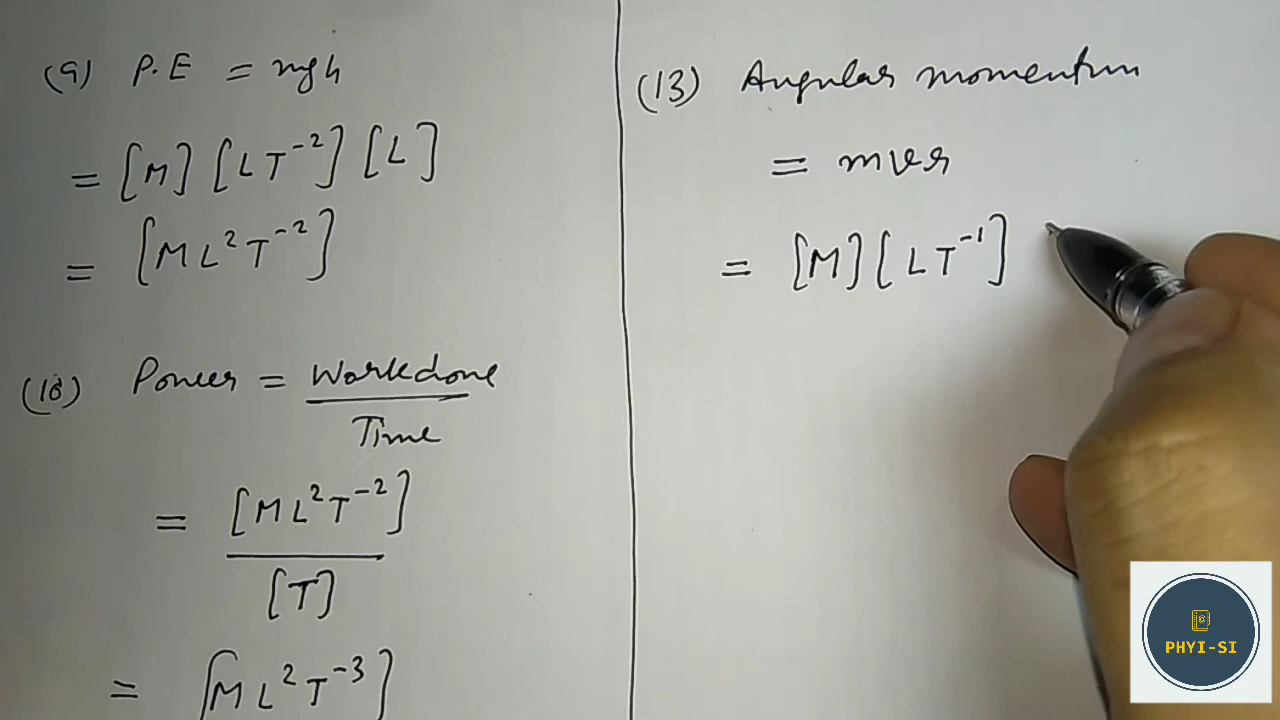 (9) P.E = mgh
= [M] [LT⁻²] [L]
= [ML²T⁻²]
(10) Power = Workdone
Time
= [ML²T⁻²]
[T]
= [ML²T⁻³]
(13) Angular momentum
= mvr
= [M] [LT⁻¹]
PHYI-SI